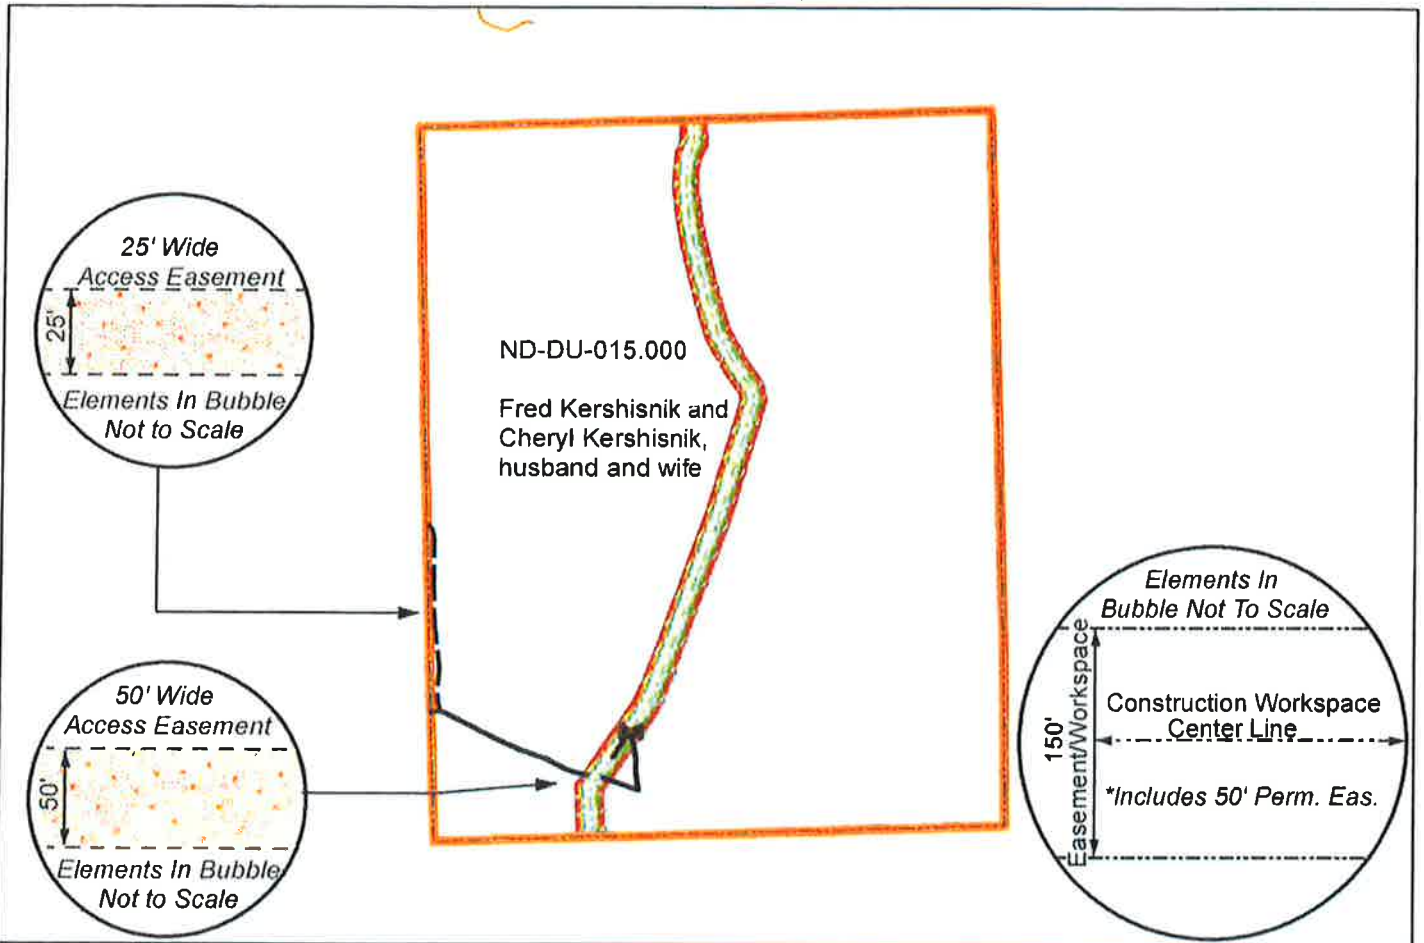 25' Wide
Access Easement
25'
Elements In Bubble
Not to Scale
ND-DU-015.000
Fred Kershisnik and
Cheryl Kershisnik,
husband and wife
50' Wide
Access Easement
50'
Elements In Bubble
Not to Scale
Elements In
Bubble Not To Scale
150'
Easement/Workspace
Construction Workspace
Center Line
*Includes 50' Perm. Eas.